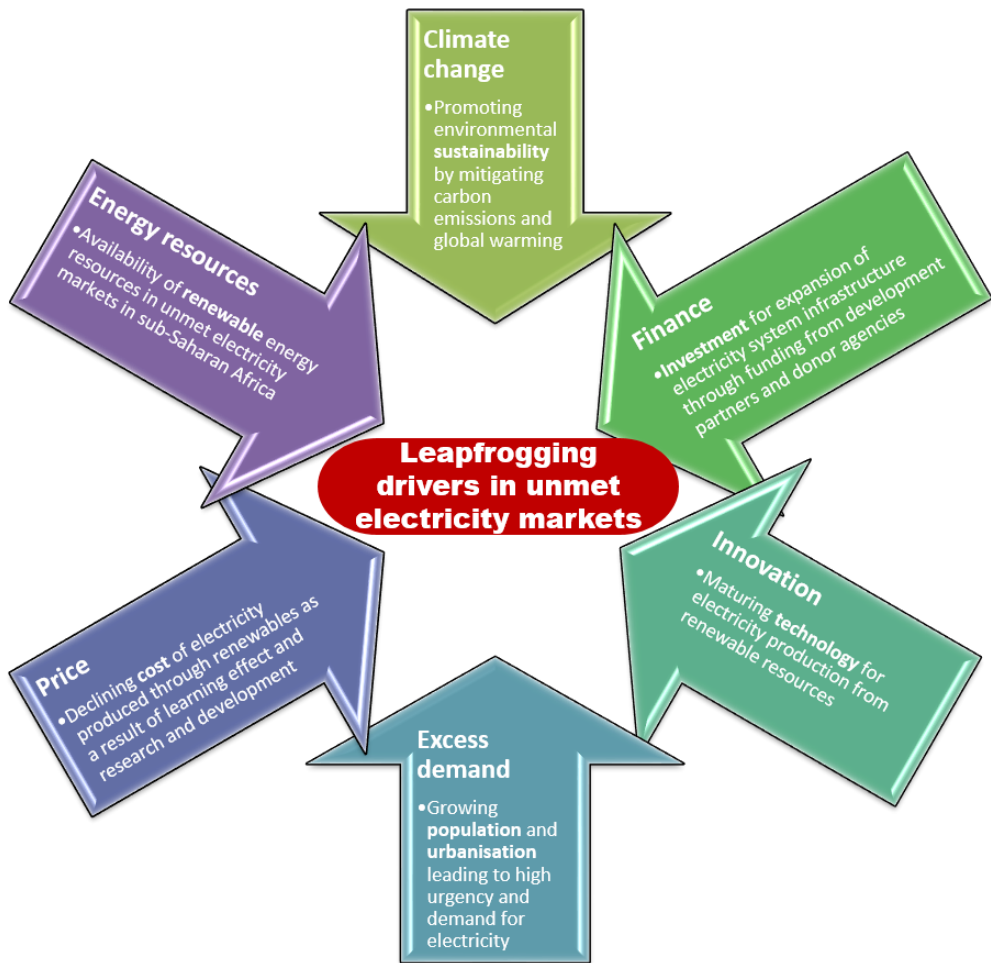 Climate
change
•Promoting
environmental
sustainability
by mitigating
carbon
emissions and
global warming
Finance
•Investment for expansion of
electricity system infrastructure
through funding from development
partners and donor agencies
Innovation
•Maturing technology for
electricity production from
renewable resources
Excess
demand
•Growing
population and
urbanisation
leading to high
urgency and
demand for
electricity
Price
•Declining cost of electricity
produced through renewables as
a result of learning effect and
research and development
Energy resources
•Availability of renewable energy
resources in unmet electricity
markets in sub-Saharan Africa
Leapfrogging
drivers in unmet
electricity markets